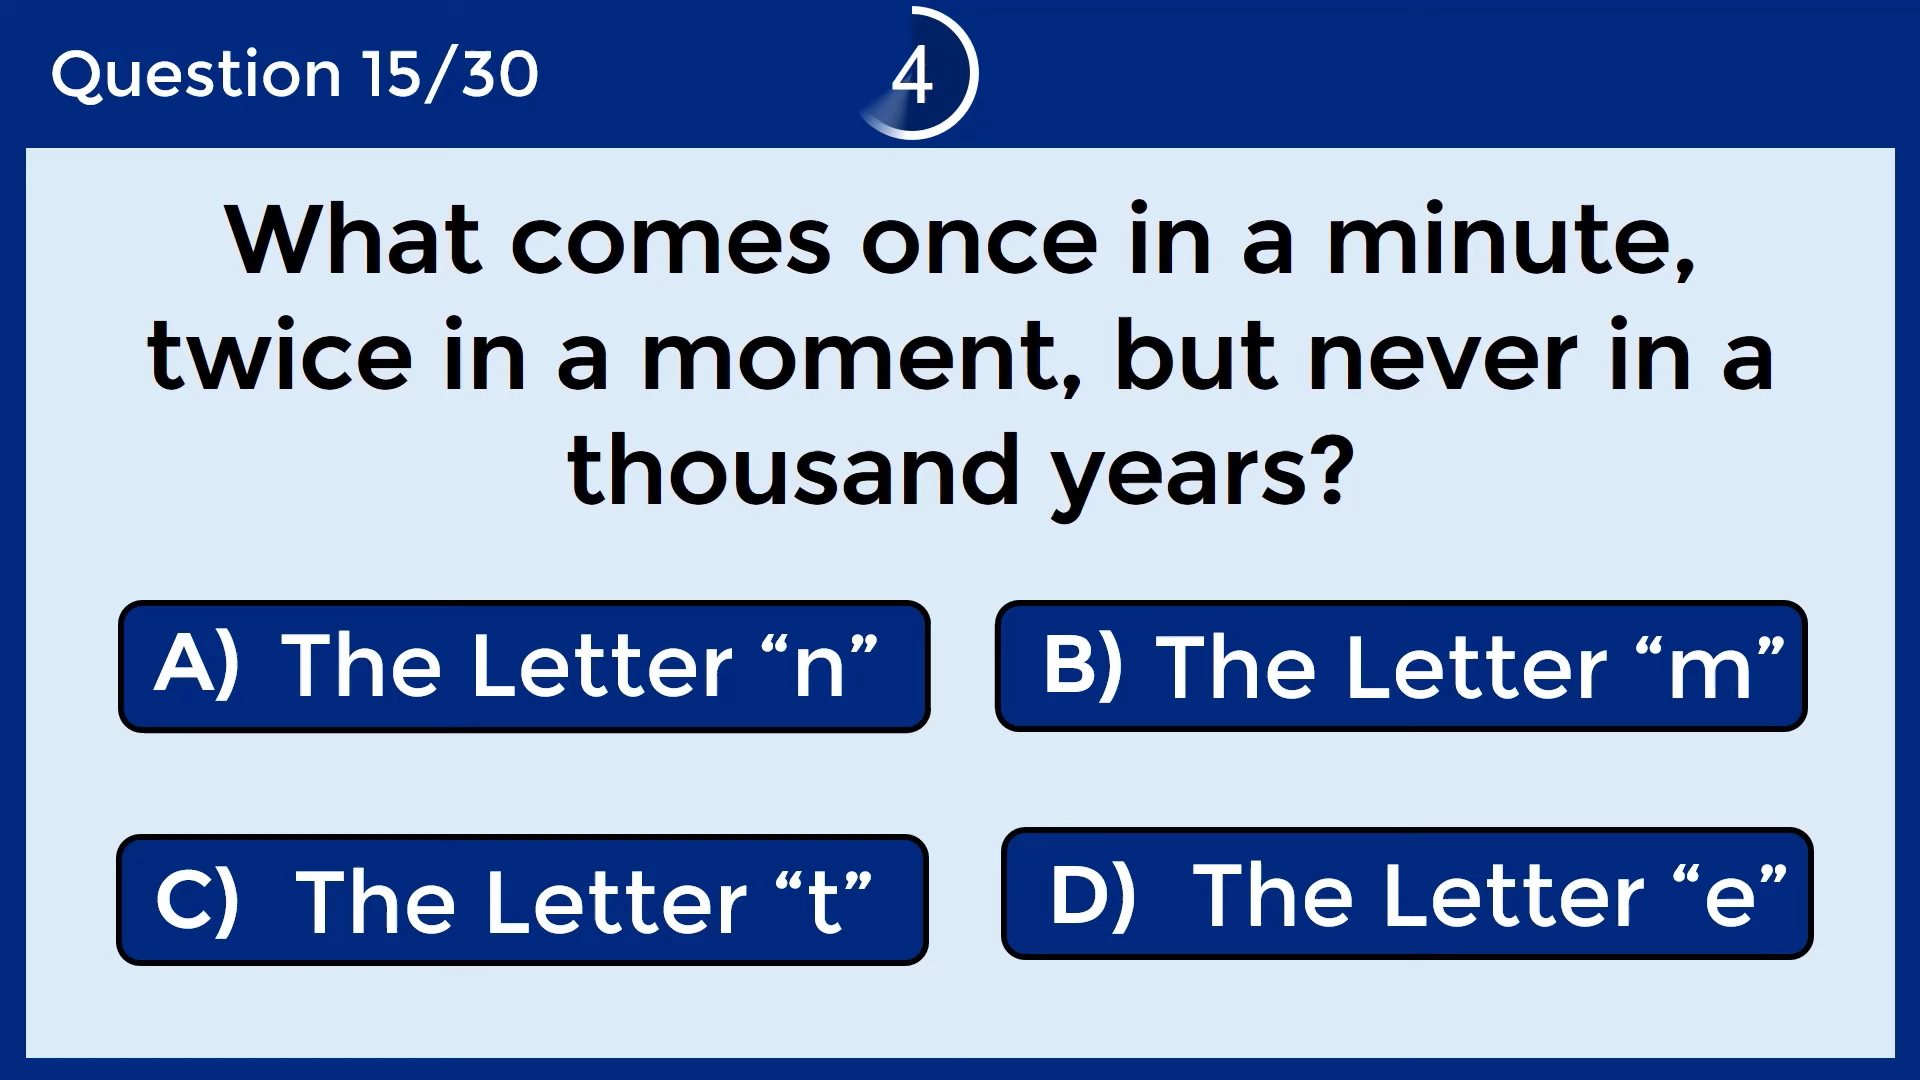 Question 15/30
4
What comes once in a minute,
twice in a moment, but never in a
thousand years?
A) The Letter “n”
B) The Letter “m”
C) The Letter “t”
D) The Letter “e”